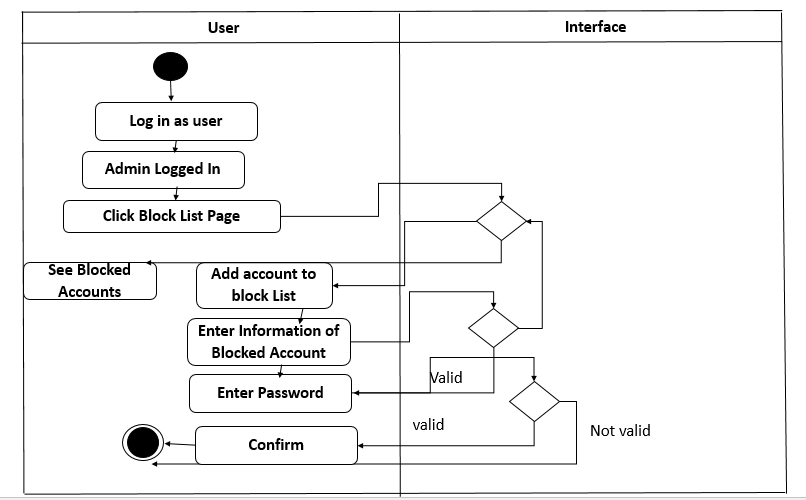 User
Interface
Log in as user
Admin Logged In
Click Block List Page
See Blocked
Accounts
Add account to
block List
Enter Information of
Blocked Account
Enter Password
Valid
valid
Not valid
Confirm